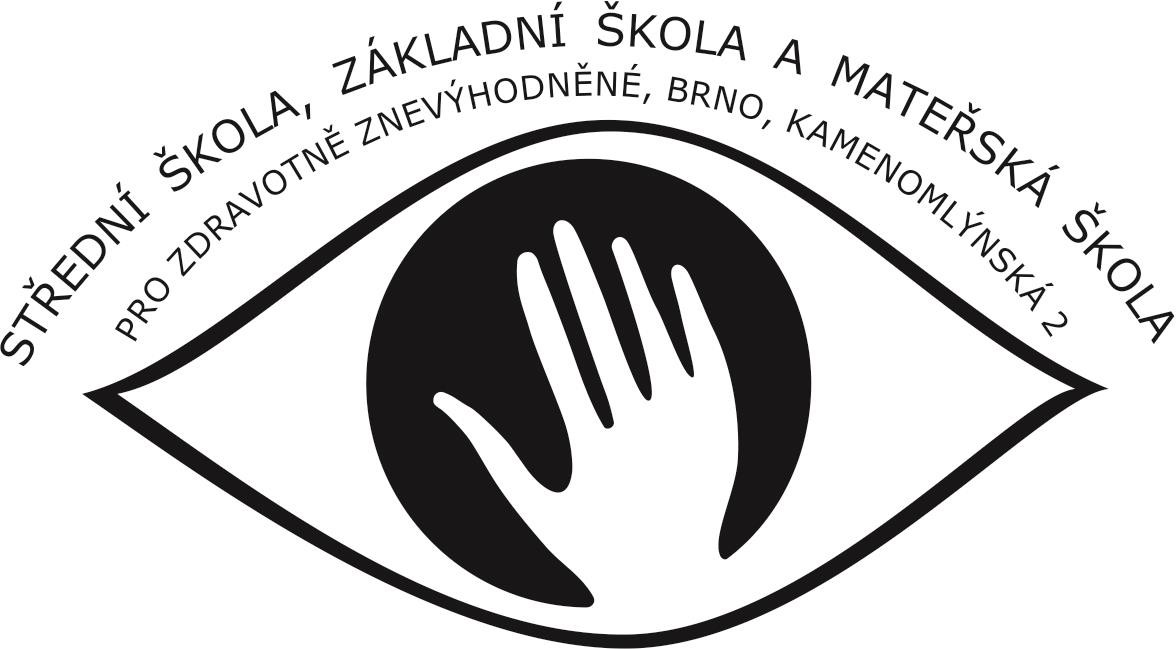 STŘEDNÍ ŠKOLA, ZÁKLADNÍ ŠKOLA A MATEŘSKÁ ŠKOLA
PRO ZDRAVOTNĚ ZNEVÝHODNĚNÉ, BRNO, KAMENOMLÝNSKÁ 2